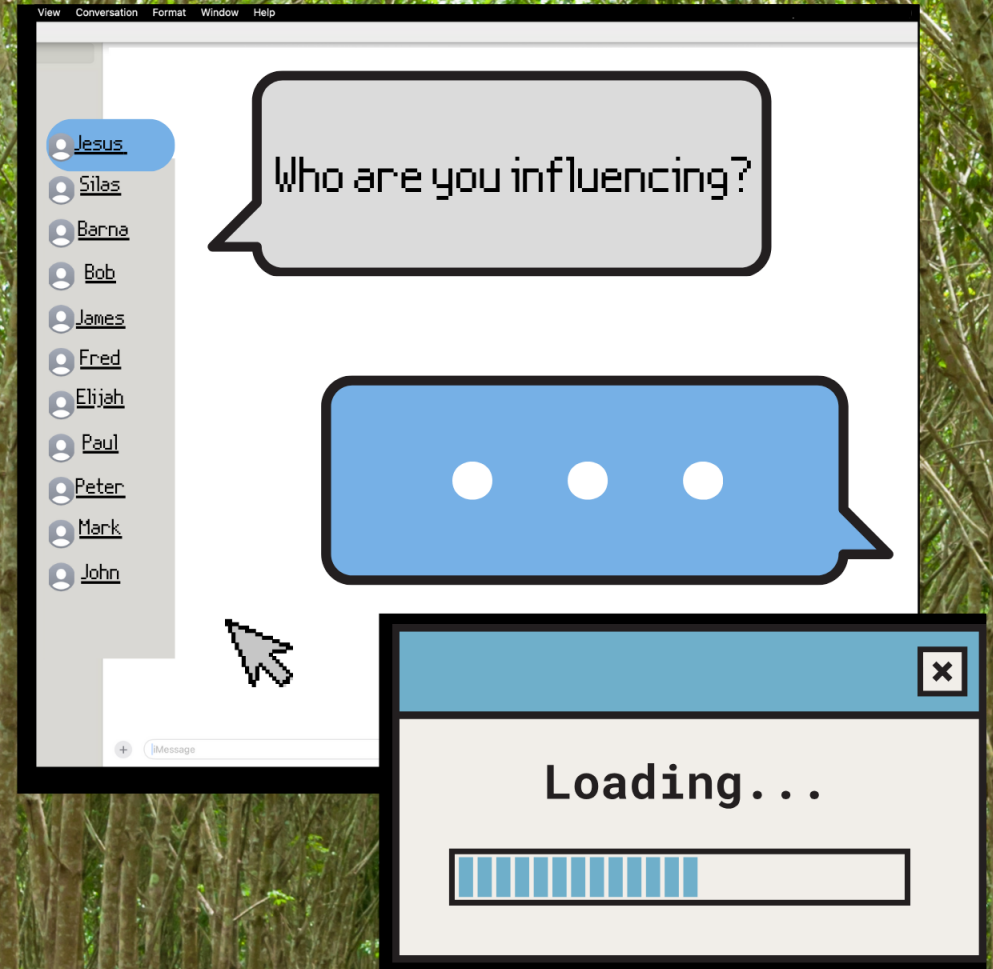 View Conversation Format Window Help
Who are you influencing?
Jesus
Silas
Barna
Bob
James
Fred
Elijah
Paul
Peter
Mark
John
iMessage
Loading...